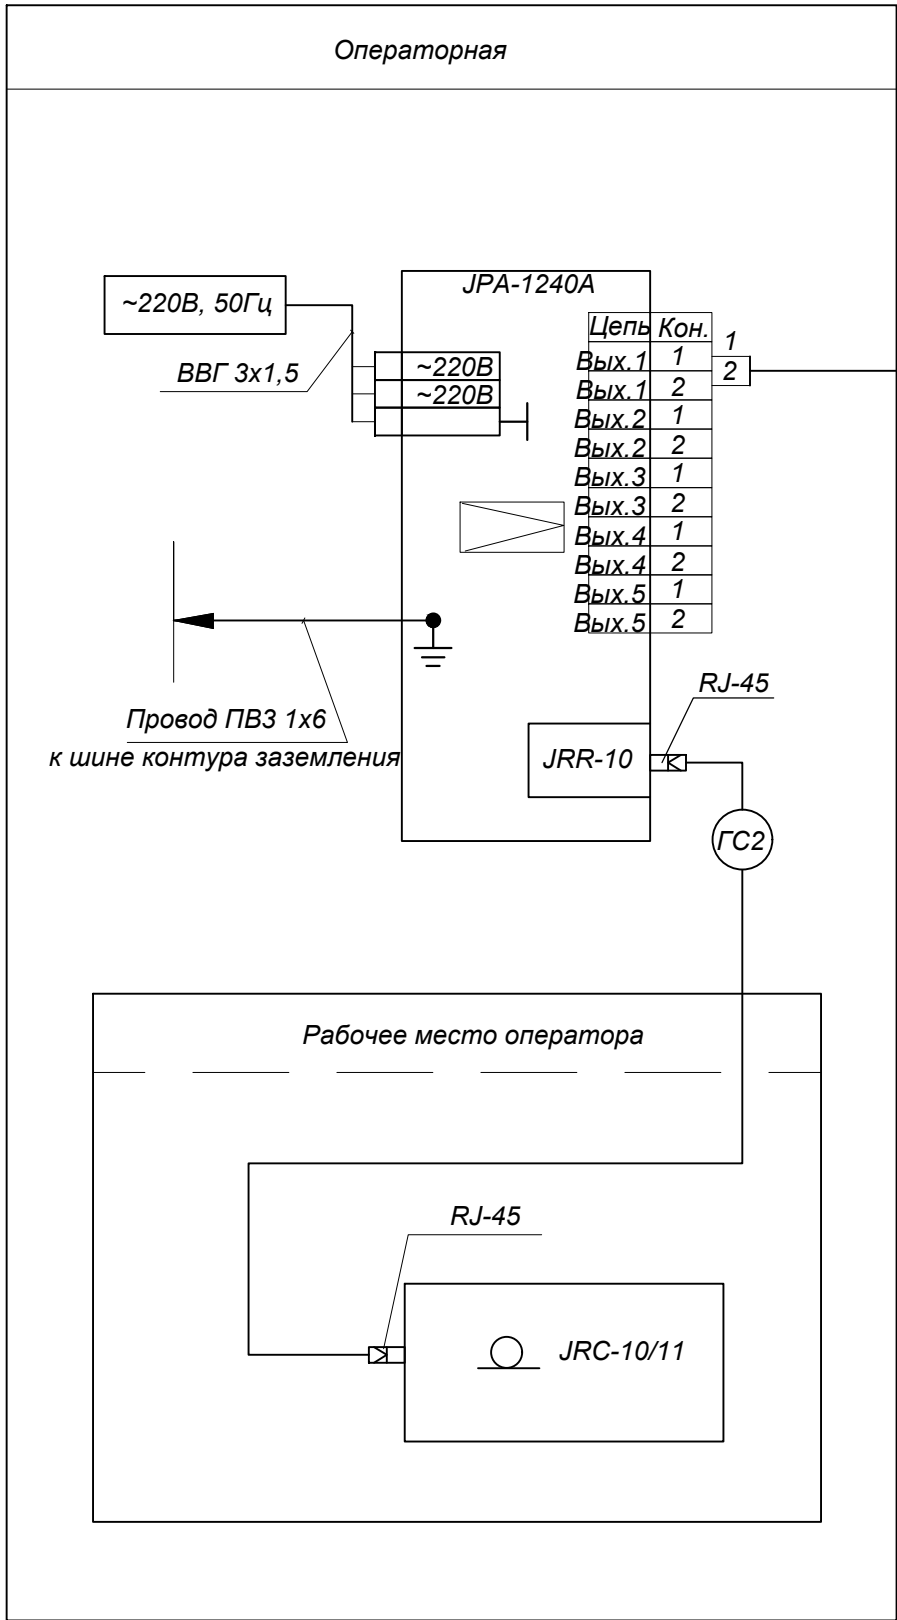 Операторная
JPA-1240А
~220В, 50Гц
ВВГ 3х1,5
~220В
~220В
Цепь Кон.
Вых.1 1
Вых.1 2
Вых.2 1
Вых.2 2
Вых.3 1
Вых.3 2
Вых.4 1
Вых.4 2
Вых.5 1
Вых.5 2
1
2
Провод ПВ3 1х6
к шине контура заземления
RJ-45
JRR-10
ГС2
Рабочее место оператора
RJ-45
JRC-10/11